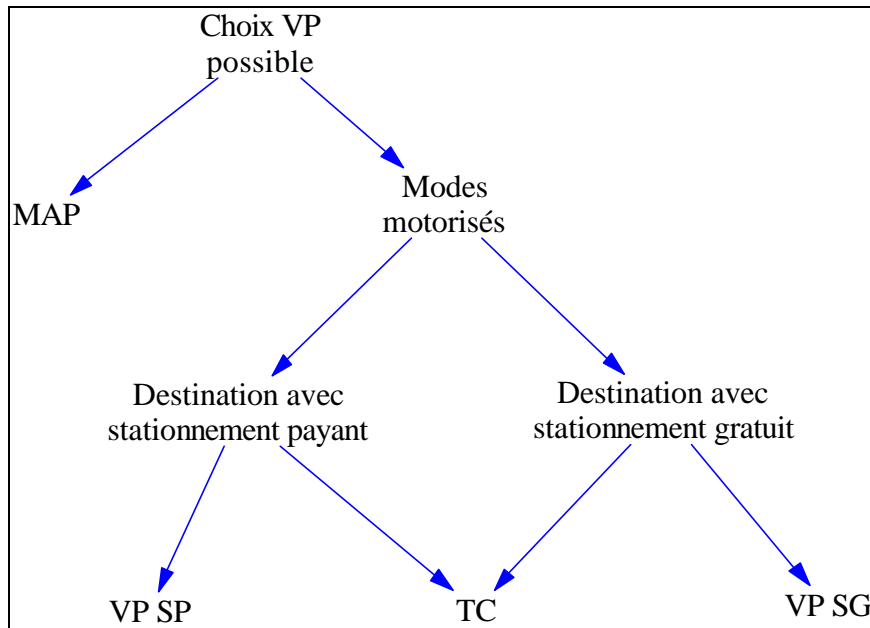 Choix VP
possible
MAP
Modes
motorisés
Destination avec
stationnement payant
Destination avec
stationnement gratuit
VP SP
TC
VP SG